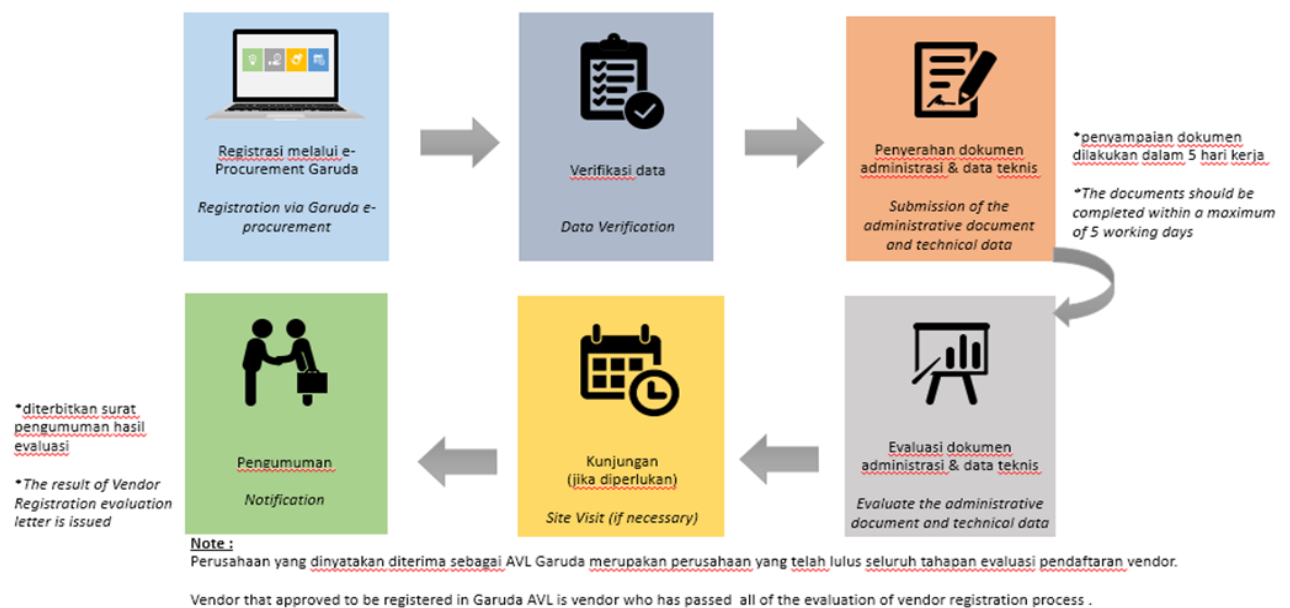 Registrasi melalui e-
Procurement Garuda
Registration via Garuda e-
procurement
Verifikasi data
Data Verification
Penyerahan dokumen
administrasi & data teknis
Submission of the
administrative document
and technical data
*penyampaian dokumen
dilakukan dalam 5 hari kerja
*The documents should be
completed within a maximum
of 5 working days
Evaluasi dokumen
administrasi & data teknis
Evaluate the administrative
document and technical data
Kunjungan
(jika diperlukan)
Site Visit (if necessary)
Pengumuman
Notification
*diterbitkan surat
pengumuman hasil
evaluasi
*The result of Vendor
Registration evaluation
letter is issued
Note :
Perusahaan yang dinyatakan diterima sebagai AVL Garuda merupakan perusahaan yang telah lulus seluruh tahapan evaluasi pendaftaran vendor.
Vendor that approved to be registered in Garuda AVL is vendor who has passed  all of the evaluation of vendor registration process .